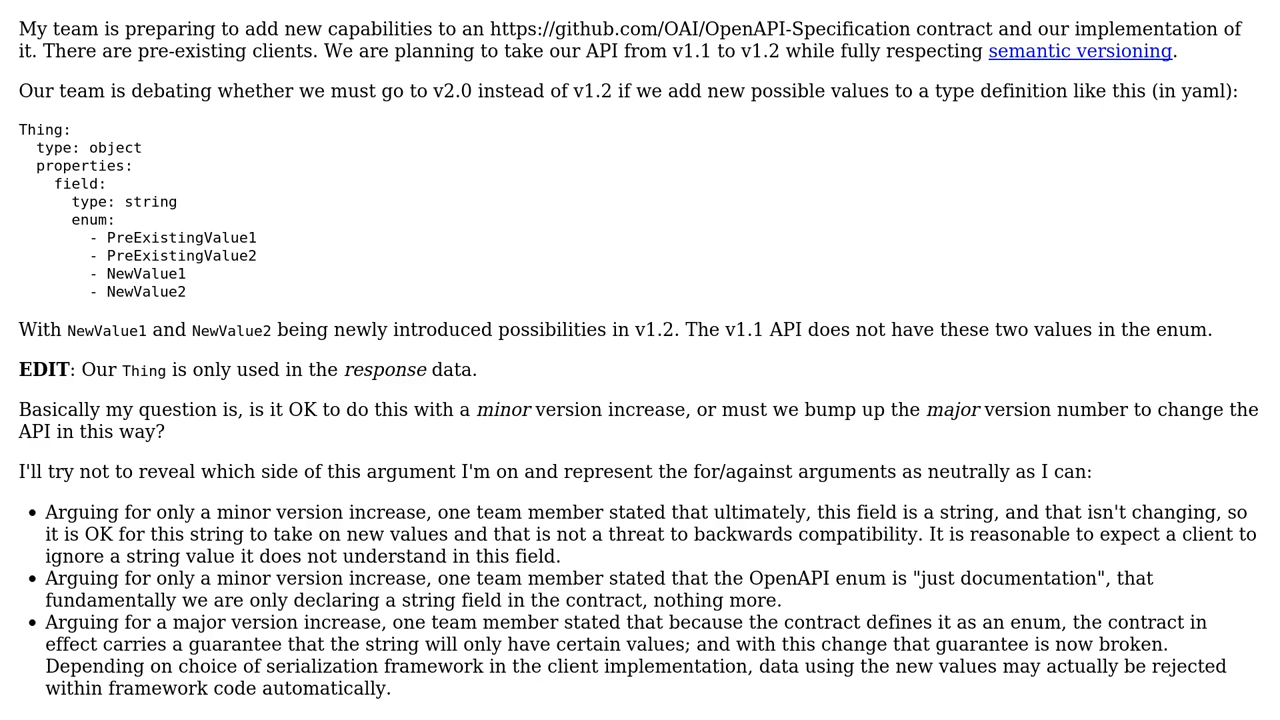 My team is preparing to add new capabilities to an https://github.com/OAI/OpenAPI-Specification contract and our implementation of
it. There are pre-existing clients. We are planning to take our API from v1.1 to v1.2 while fully respecting semantic versioning.
Our team is debating whether we must go to v2.0 instead of v1.2 if we add new possible values to a type definition like this (in yaml):
Thing:
  type: object
  properties:
    field:
      type: string
      enum:
        - PreExistingValue1
        - PreExistingValue2
        - NewValue1
        - NewValue2
With NewValue1 and NewValue2 being newly introduced possibilities in v1.2. The v1.1 API does not have these two values in the enum.
EDIT: Our Thing is only used in the response data.
Basically my question is, is it OK to do this with a minor version increase, or must we bump up the major version number to change the
API in this way?
I'll try not to reveal which side of this argument I'm on and represent the for/against arguments as neutrally as I can:
• Arguing for only a minor version increase, one team member stated that ultimately, this field is a string, and that isn't changing, so
it is OK for this string to take on new values and that is not a threat to backwards compatibility. It is reasonable to expect a client to
ignore a string value it does not understand in this field.
• Arguing for only a minor version increase, one team member stated that the OpenAPI enum is "just documentation", that
fundamentally we are only declaring a string field in the contract, nothing more.
• Arguing for a major version increase, one team member stated that because the contract defines it as an enum, the contract in
effect carries a guarantee that the string will only have certain values; and with this change that guarantee is now broken.
Depending on choice of serialization framework in the client implementation, data using the new values may actually be rejected
within framework code automatically.